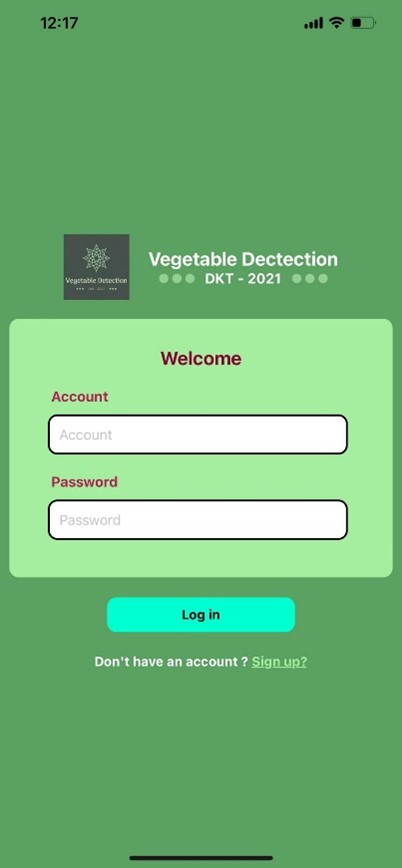 12:17
Vegetable Detection
Vegetable Dectection
DKT - 2021
Welcome
Account
Account
Password
Password
Log in
Don't have an account ? Sign up?